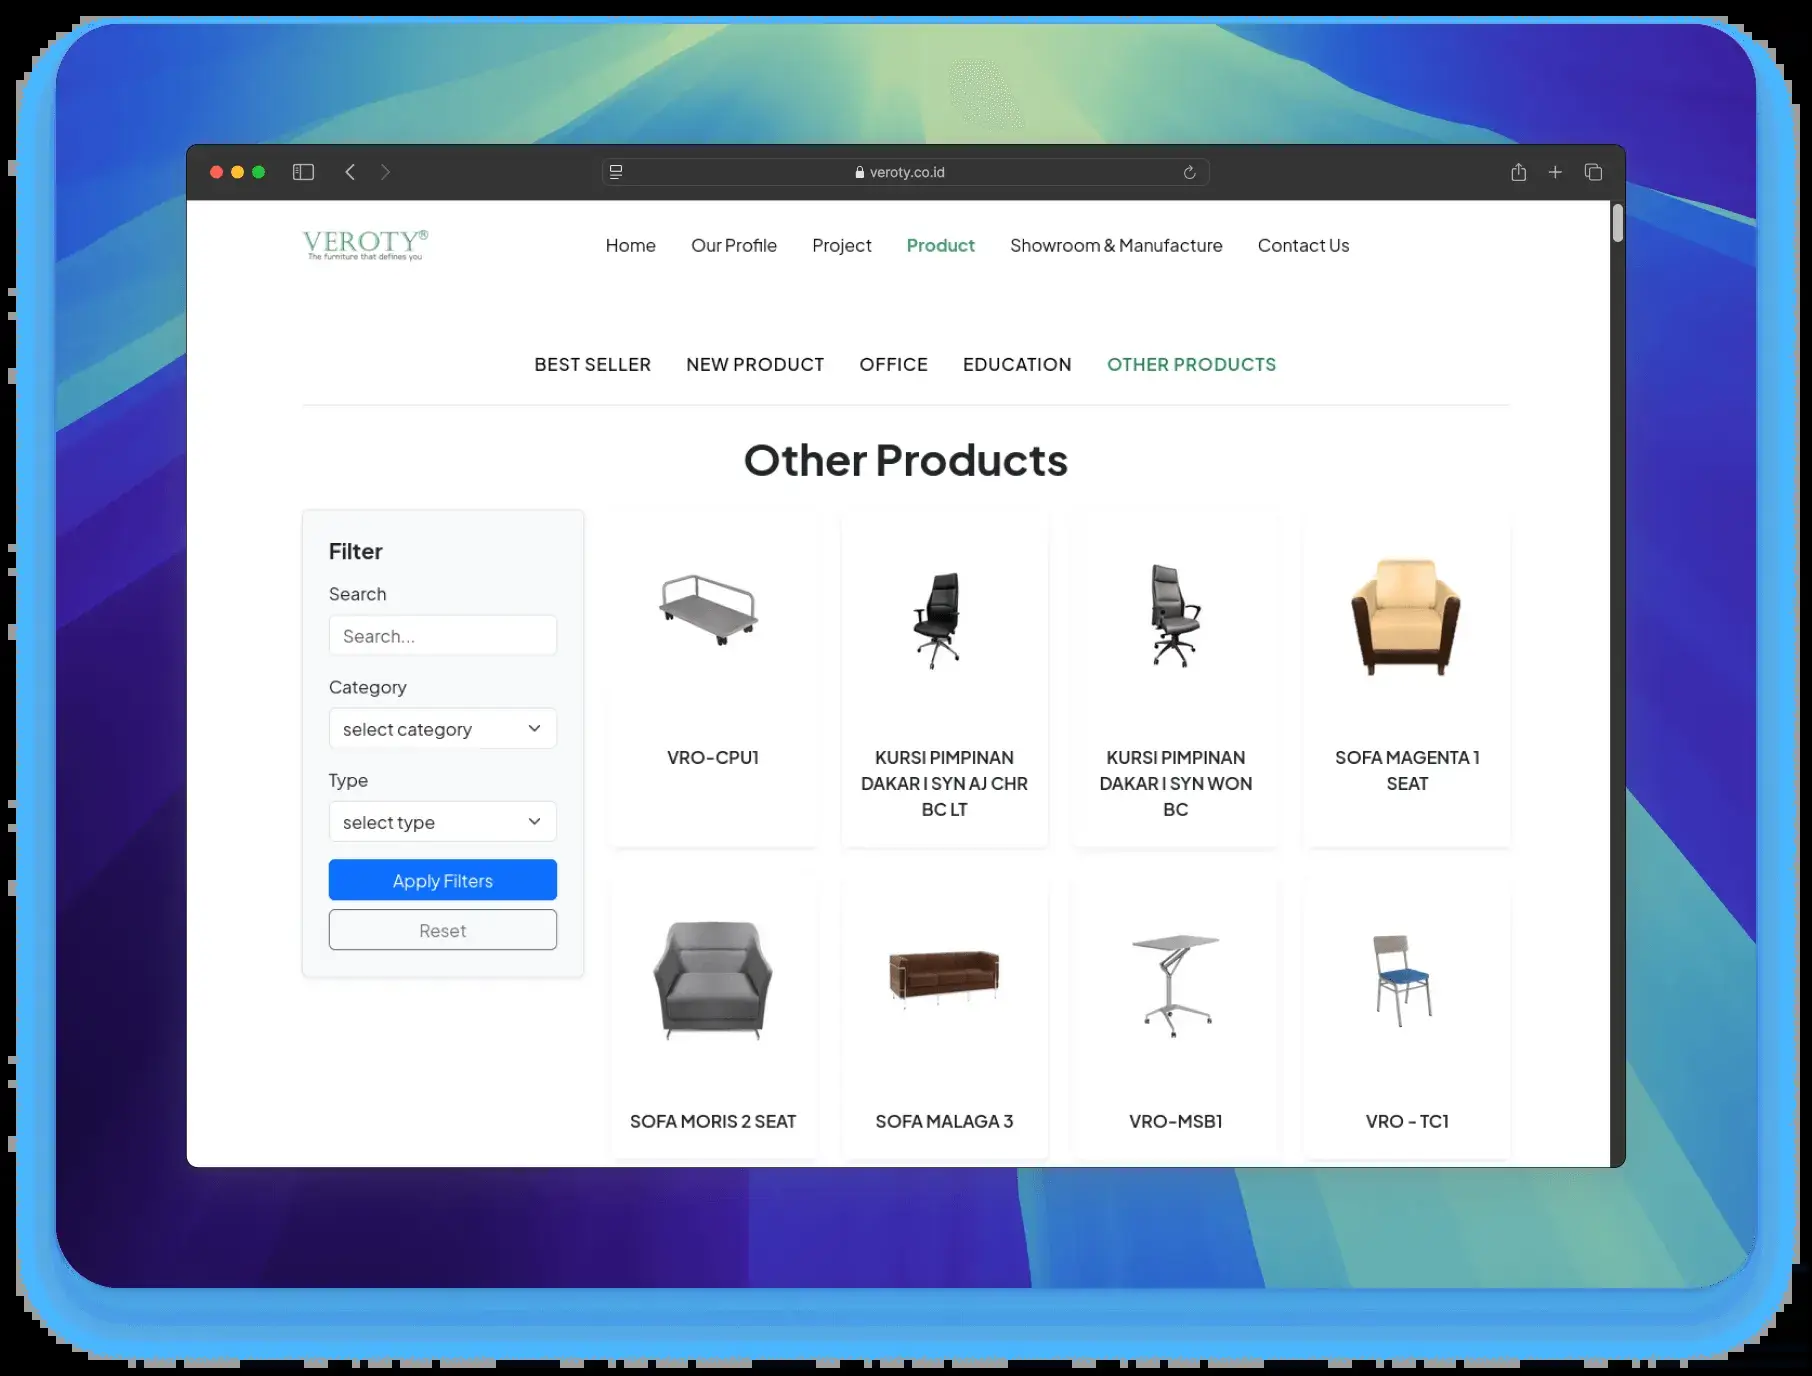 veroty.co.id
VEROTY®
The furniture that defines you
Home Our Profile Project Product Showroom & Manufacture Contact Us
BEST SELLER NEW PRODUCT OFFICE EDUCATION OTHER PRODUCTS
Other Products
Filter
Search
Search...
Category
select category
Type
select type
Apply Filters
Reset
VRO-CPU1
KURSI PIMPINAN
DAKAR I SYN AJ CHR
BC LT
KURSI PIMPINAN
DAKAR I SYN WON
BC
SOFA MAGENTA 1
SEAT
SOFA MORIS 2 SEAT
SOFA MALAGA 3
VRO-MSB1
VRO - TC1